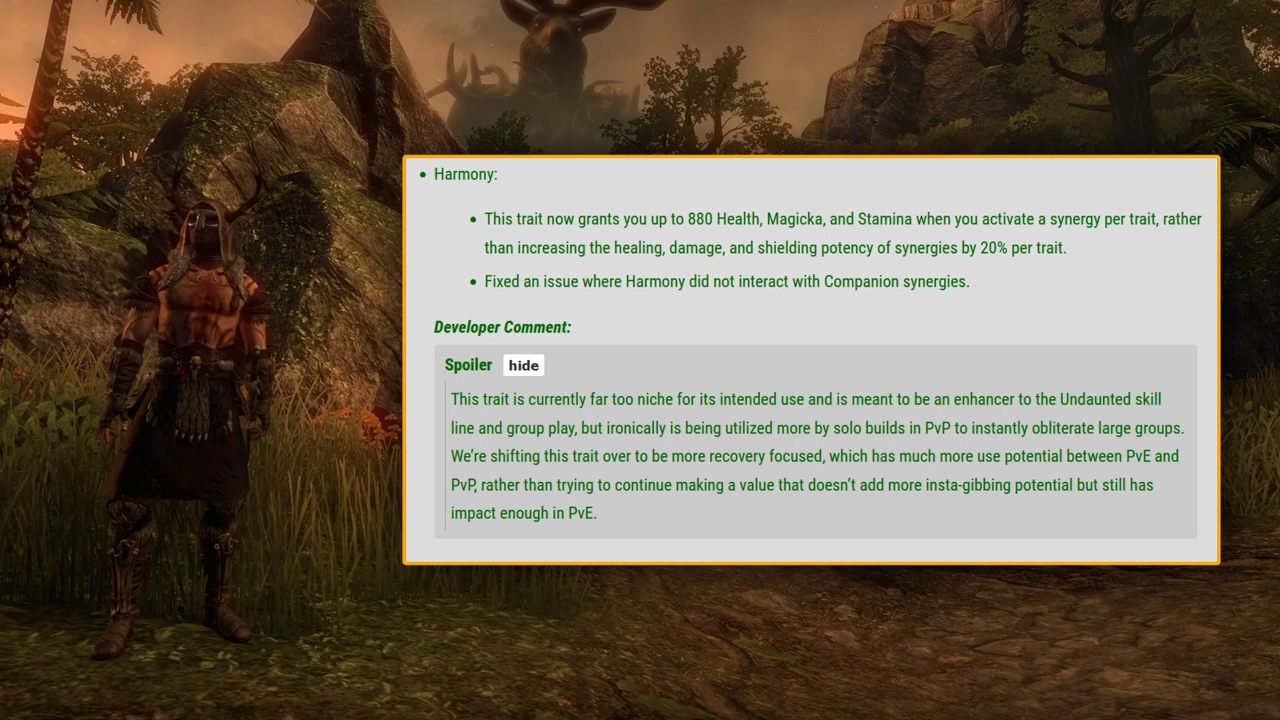 Harmony:
This trait now grants you up to 880 Health, Magicka, and Stamina when you activate a synergy per trait, rather
than increasing the healing, damage, and shielding potency of synergies by 20% per trait.
Fixed an issue where Harmony did not interact with Companion synergies.
Developer Comment:
Spoiler hide
This trait is currently far too niche for its intended use and is meant to be an enhancer to the Undaunted skill
line and group play, but ironically is being utilized more by solo builds in PvP to instantly obliterate large groups.
We’re shifting this trait over to be more recovery focused, which has much more use potential between PvE and
PvP, rather than trying to continue making a value that doesn’t add more insta-gibbing potential but still has
impact enough in PvE.